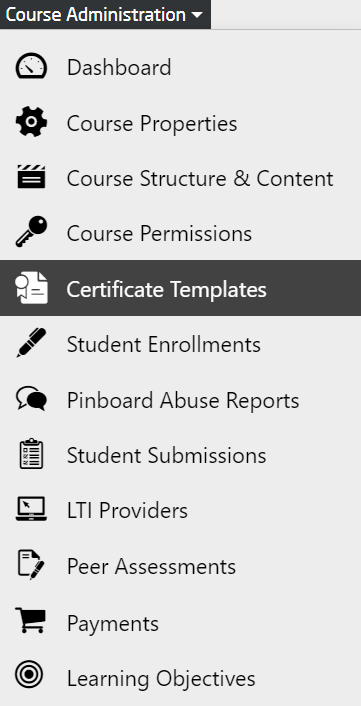 Course Administration
Dashboard
Course Properties
Course Structure & Content
Course Permissions
Certificate Templates
Student Enrollments
Pinboard Abuse Reports
Student Submissions
LTI Providers
Peer Assessments
Payments
Learning Objectives